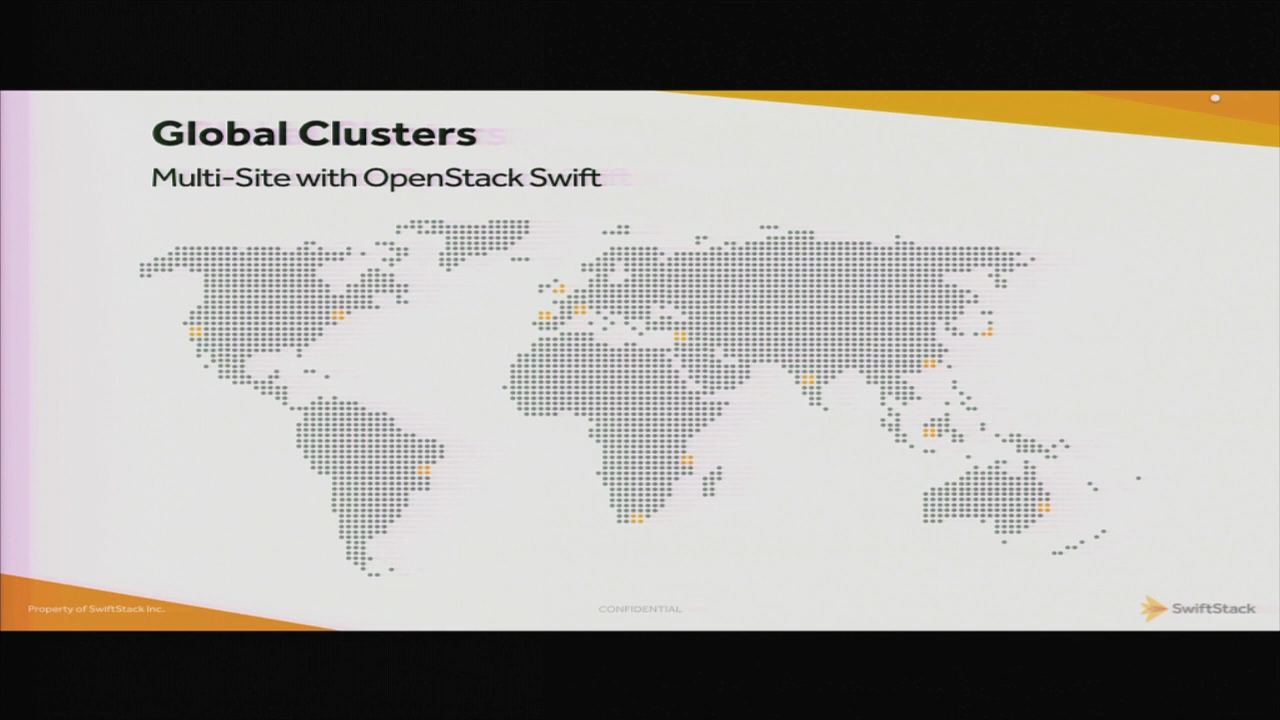 Global Clusters
Multi-Site with OpenStack Swift
Property of SwiftStack Inc.
CONFIDENTIAL
SwiftStack